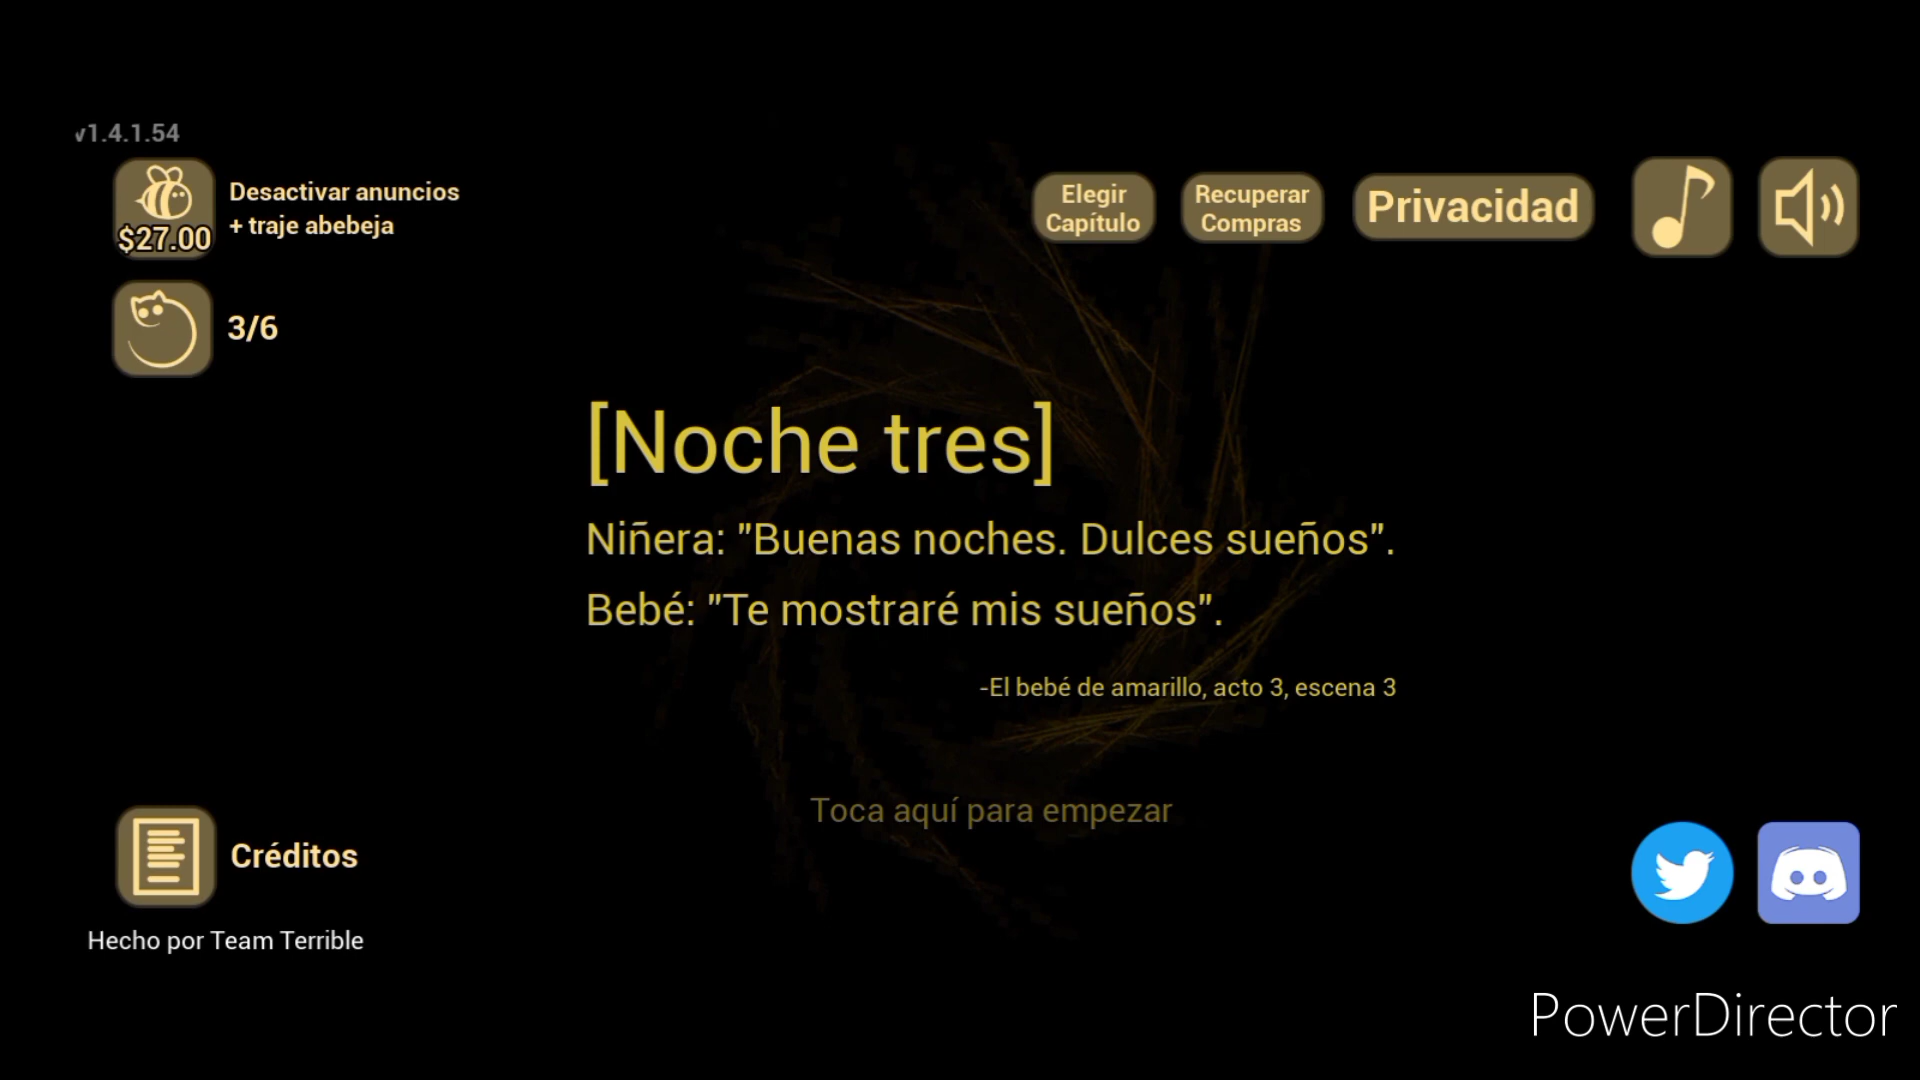 v1.4.1.54
$27.00
Desactivar anuncios
+ traje abebeja
Elegir
Capítulo
Recuperar
Compras
Privacidad
3/6
[Noche tres]
Niñera: "Buenas noches. Dulces sueños".
Bebé: "Te mostraré mis sueños".
-El bebé de amarillo, acto 3, escena 3
Toca aquí para empezar
Créditos
Hecho por Team Terrible
PowerDirector